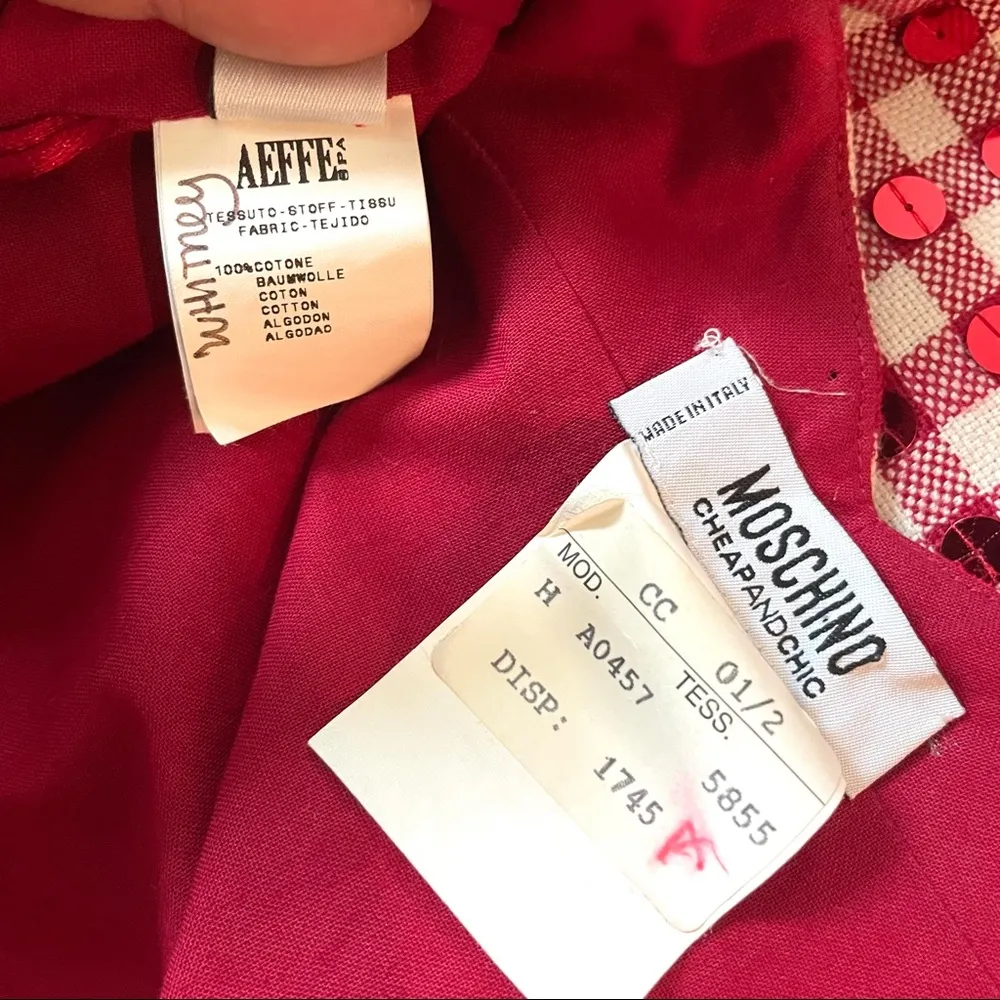 AEFFE SPA
TESSUTO-STOFF-TISSU
FABRIC-TEJIDO
100%COTONE
BAUMWOLLE
COTON
COTTON
ALGODON
ALGODAO
WHITNEY
MADE IN ITALY
MOSCHINO
CHEAPANDCHIC
MOD. CC 01/2
H A0457 TESS. 5855
DISP: 1745